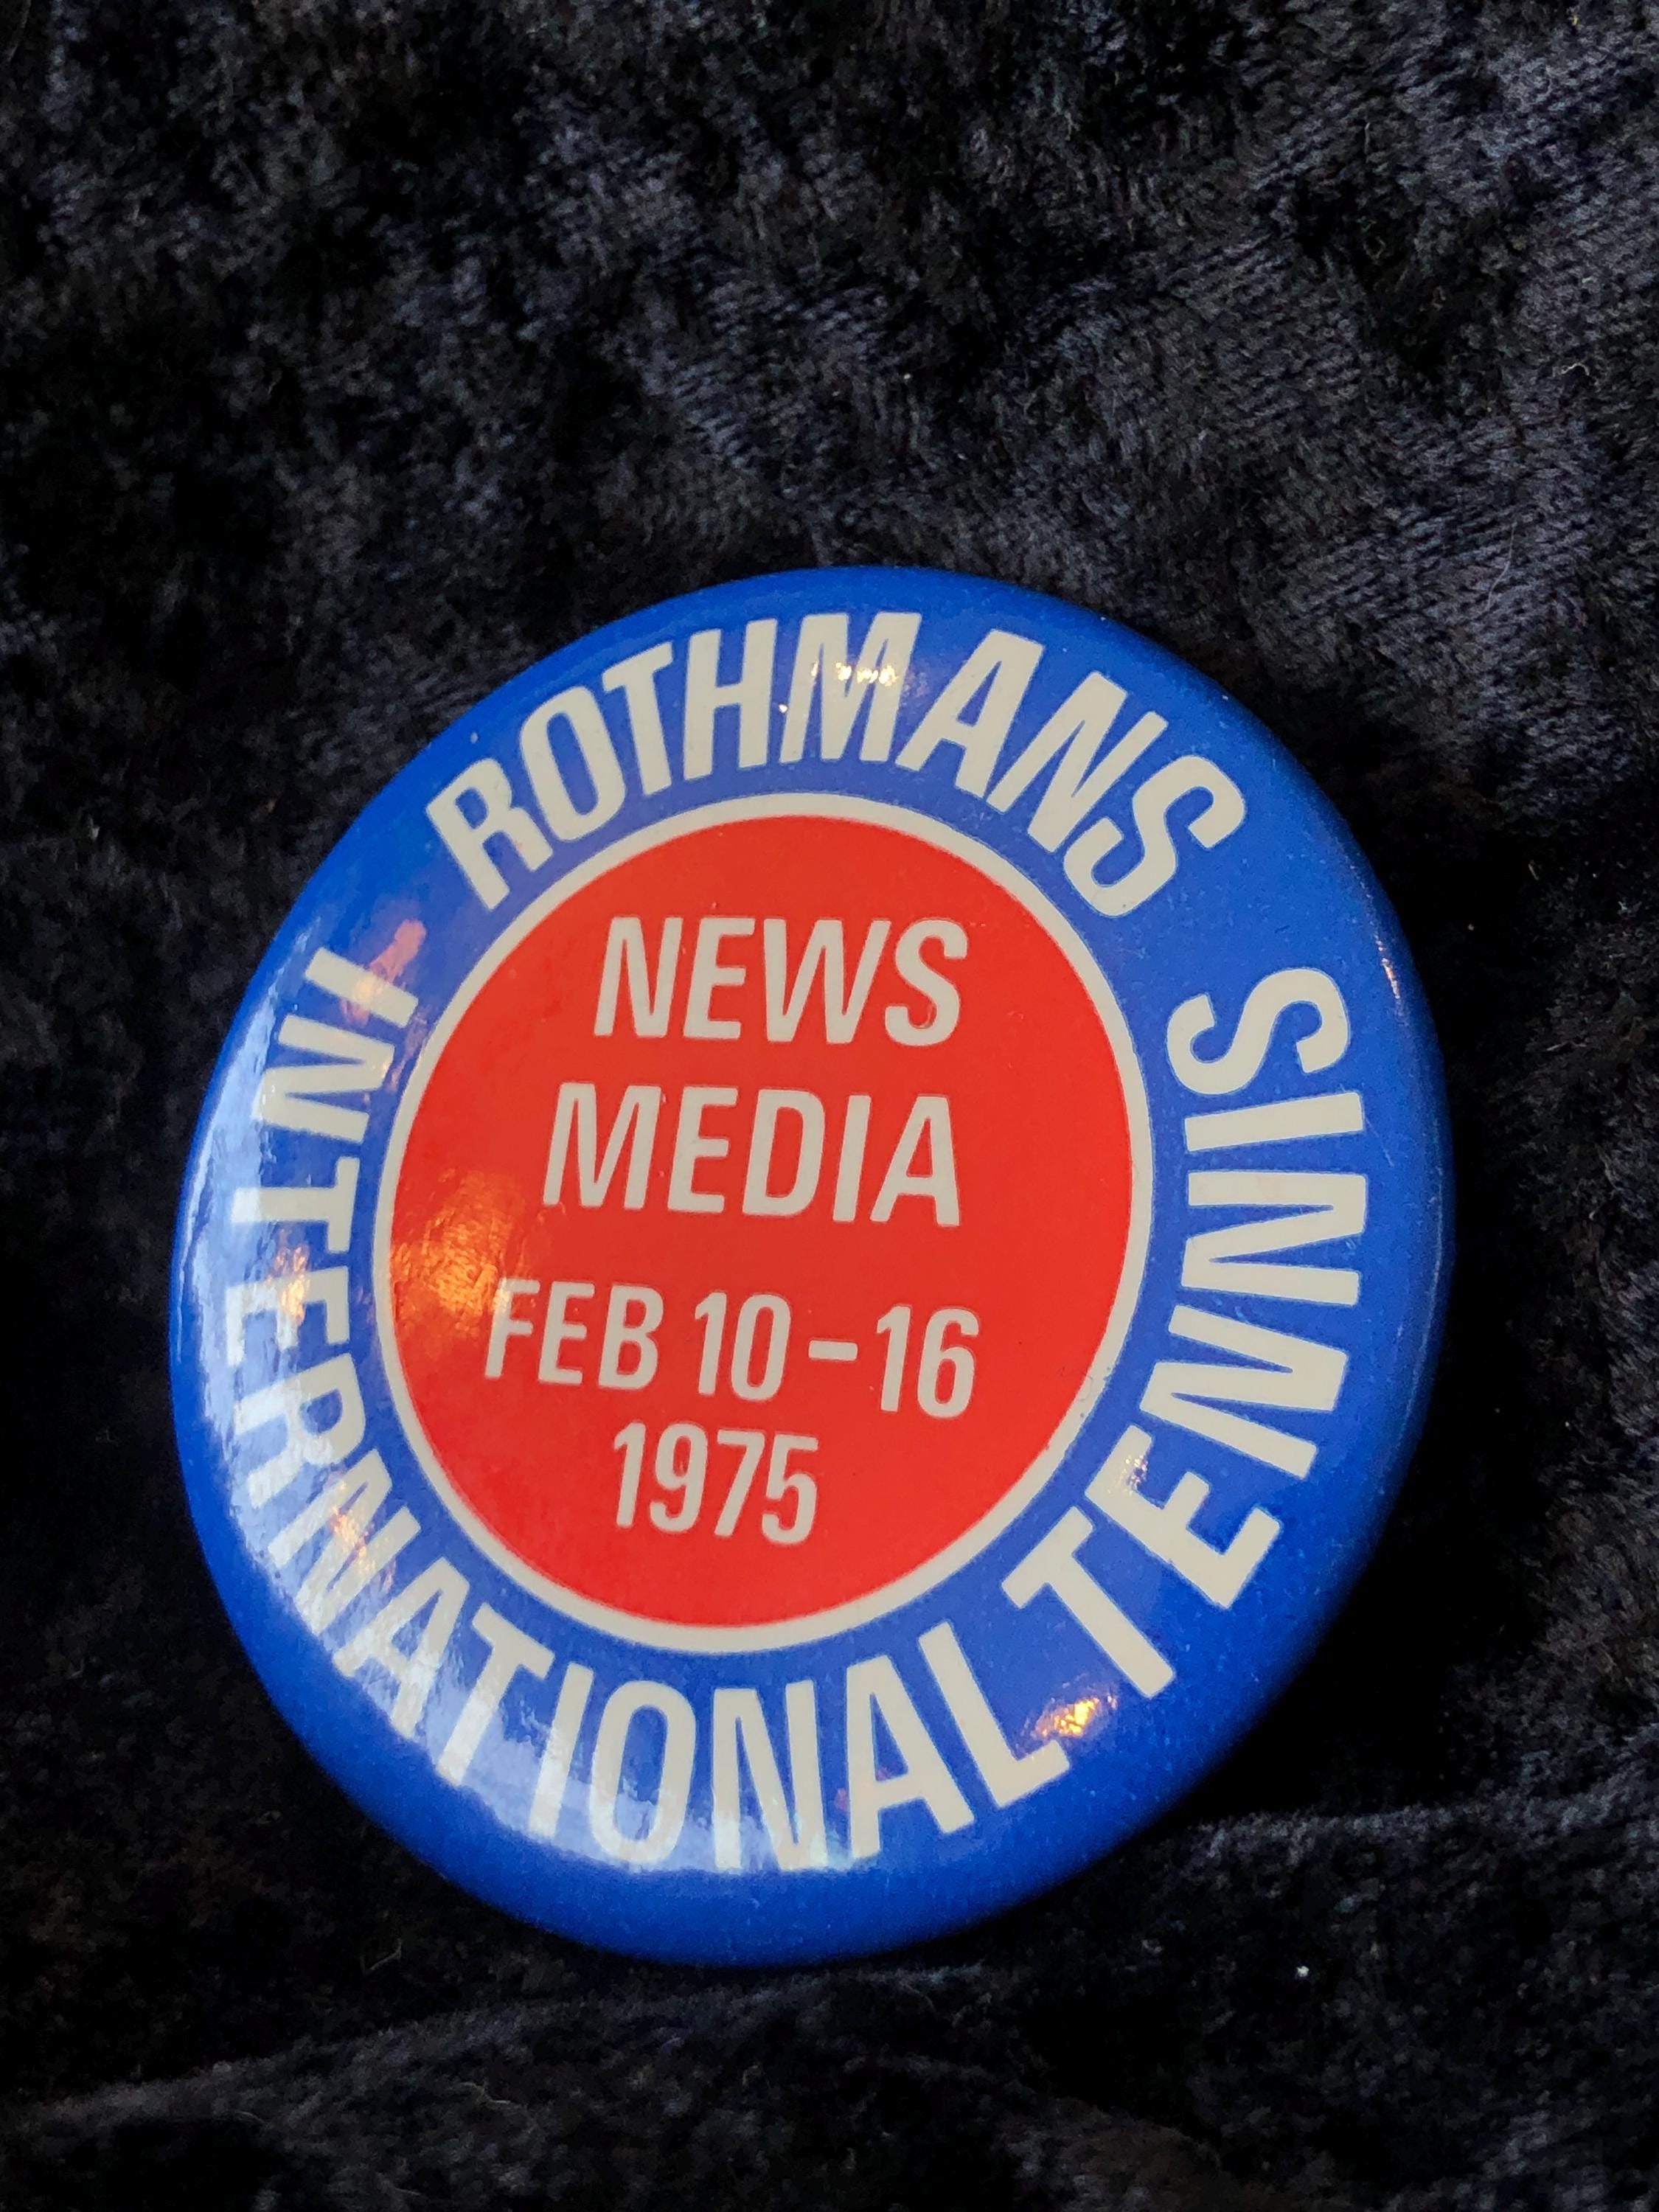 ROTHMANS
INTERNATIONAL TENNIS
NEWS
MEDIA
FEB 10-16
1975